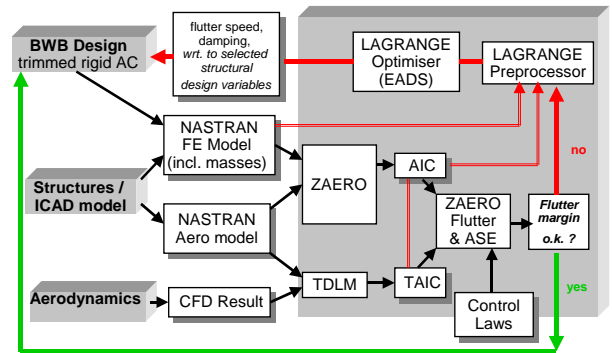 BWB Design
trimmed rigid AC
flutter speed,
damping,
wrt. to selected
structural
design variables
LAGRANGE
Optimiser
(EADS)
LAGRANGE
Preprocessor
NASTRAN
FE Model
(incl. masses)
ZAERO
AIC
no
Structures /
ICAD model
NASTRAN
Aero model
ZAERO
Flutter
& ASE
Flutter
margin
o.k. ?
Aerodynamics
CFD Result
TDLM
TAIC
yes
Control
Laws